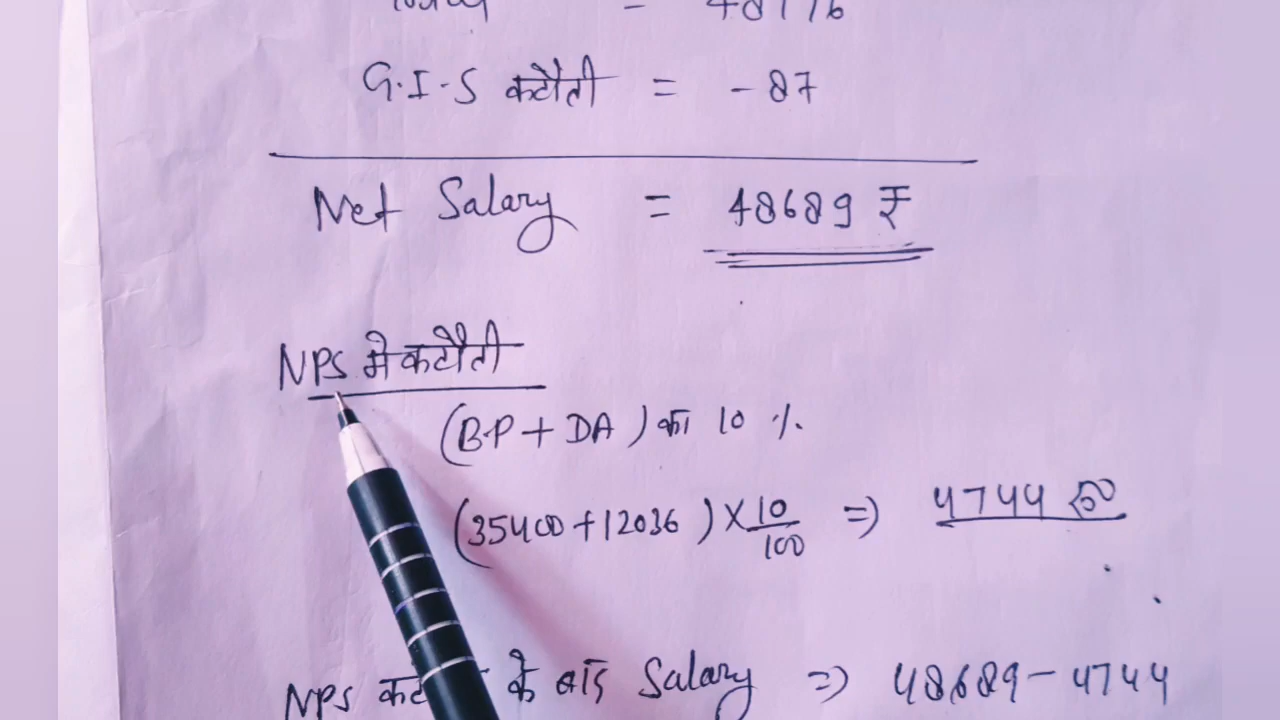 = 48776
G.I.S कटौती = - 87
Net Salary = 48689 ₹
NPS मे कटौती
(B.P + DA) का 10 %
(35400 + 12036) X 10/100 => 4744 रू०
NPS के बाद Salary => 48689 - 4744